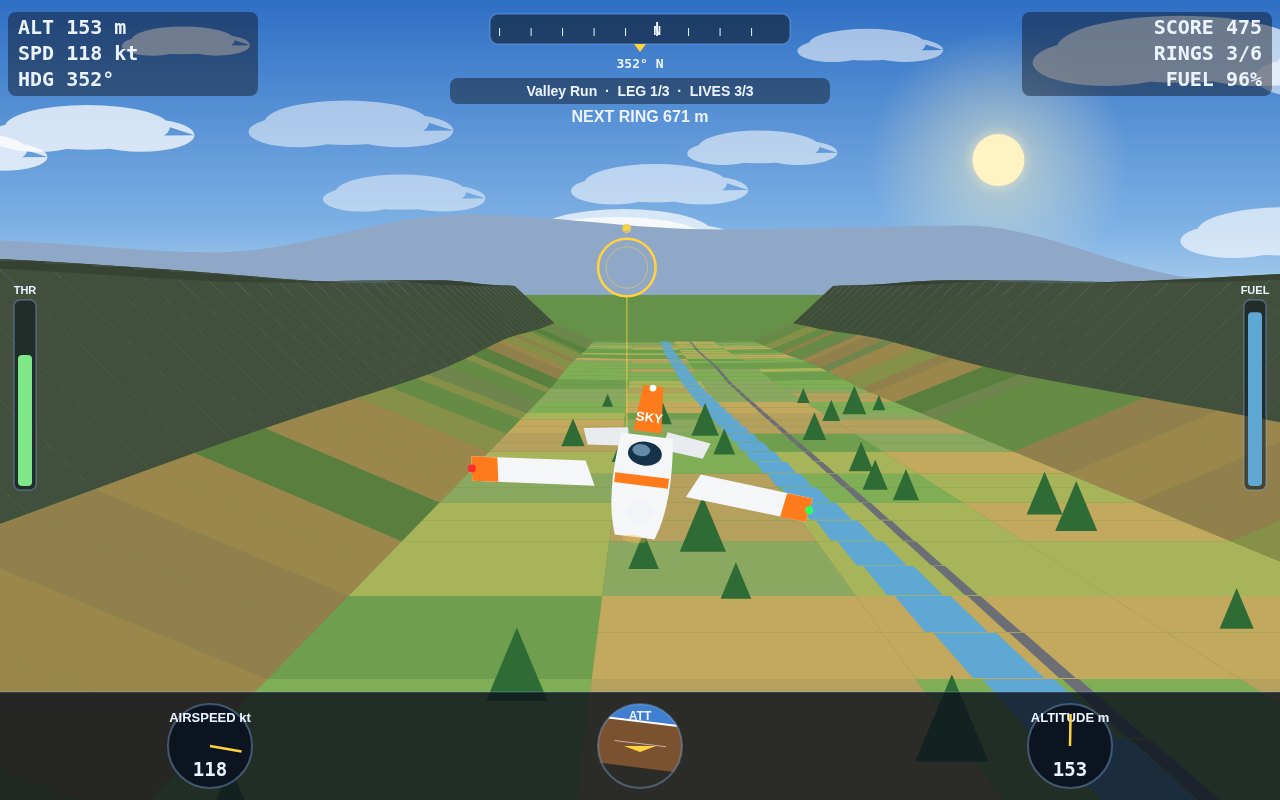 ALT 153 m
SPD 118 kt
HDG 352°
N
352° N
Valley Run · LEG 1/3 · LIVES 3/3
NEXT RING 671 m
SCORE 475
RINGS 3/6
FUEL 96%
THR
FUEL
SKY
AIRSPEED kt
118
ATT
ALTITUDE m
153